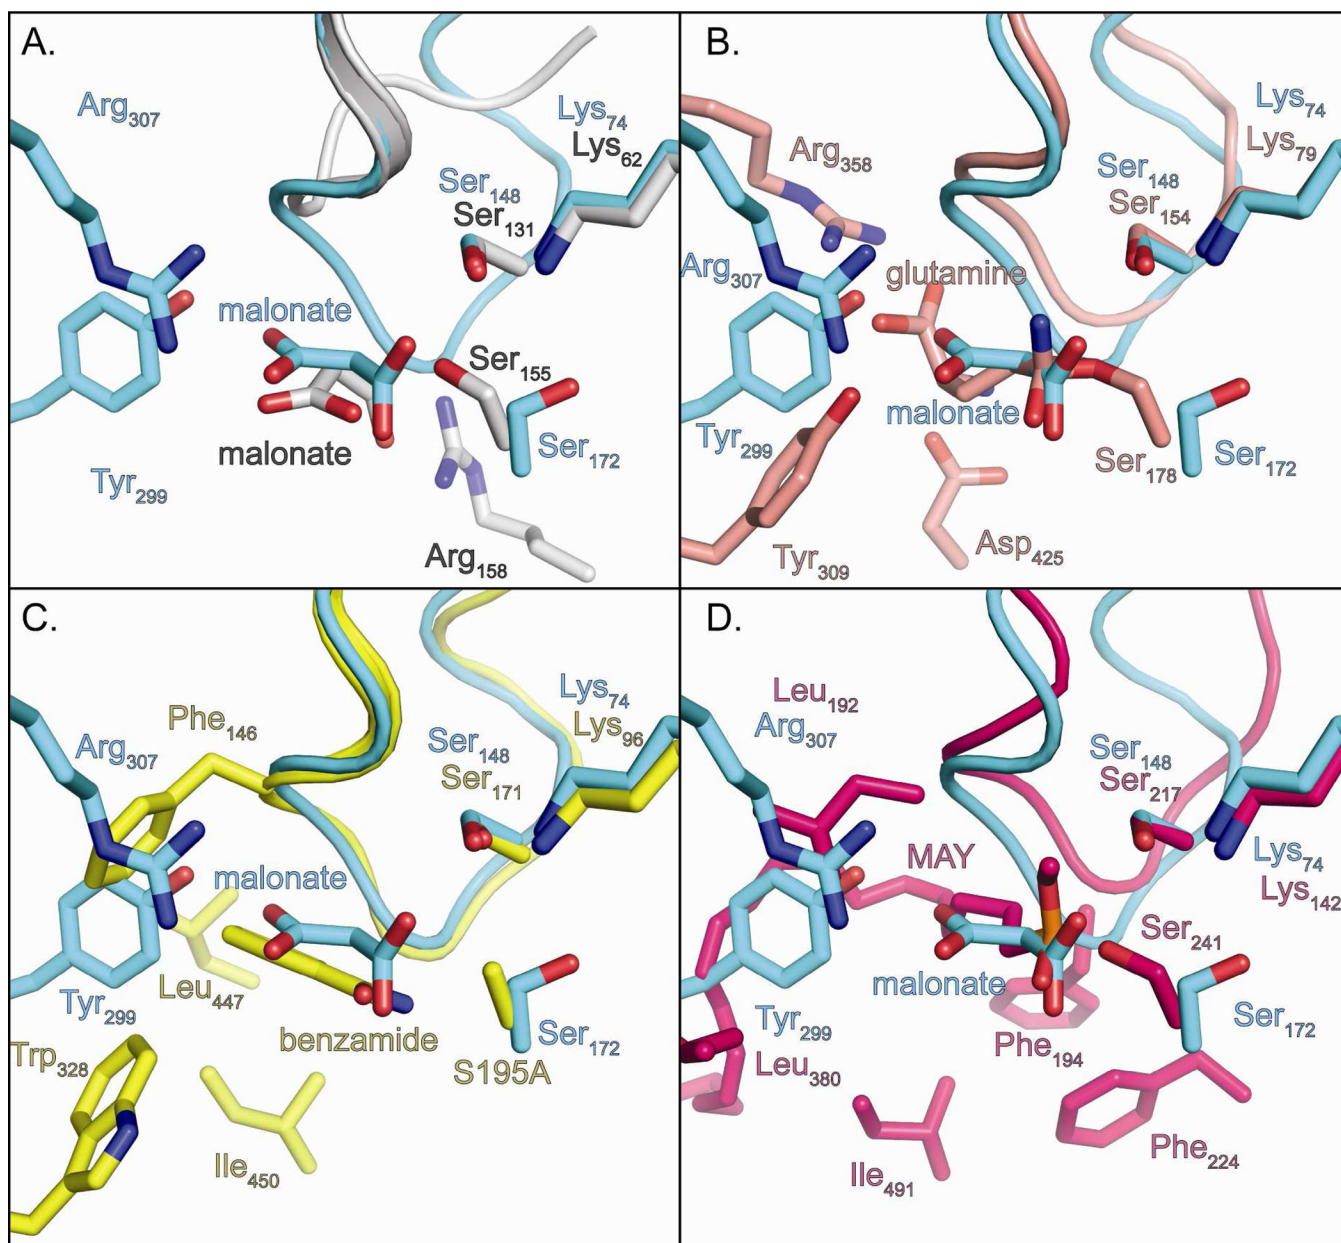 A.
Arg307
Lys74
Lys62
Ser148
Ser131
malonate
Ser155
malonate
Ser172
Tyr299
Arg158
B.
Lys74
Arg358
Lys79
Ser148
Ser154
Arg307
glutamine
malonate
Tyr299
Ser178
Ser172
Tyr309
Asp425
C.
Lys74
Phe146
Lys96
Arg307
Ser148
Ser171
malonate
Leu447
Tyr299
benzamide
Ser172
Trp328
S195A
Ile450
D.
Leu192
Arg307
Ser148
Ser217
MAY
Lys74
Lys142
Ser241
malonate
Tyr299
Ser172
Phe194
Leu380
Phe224
Ile491